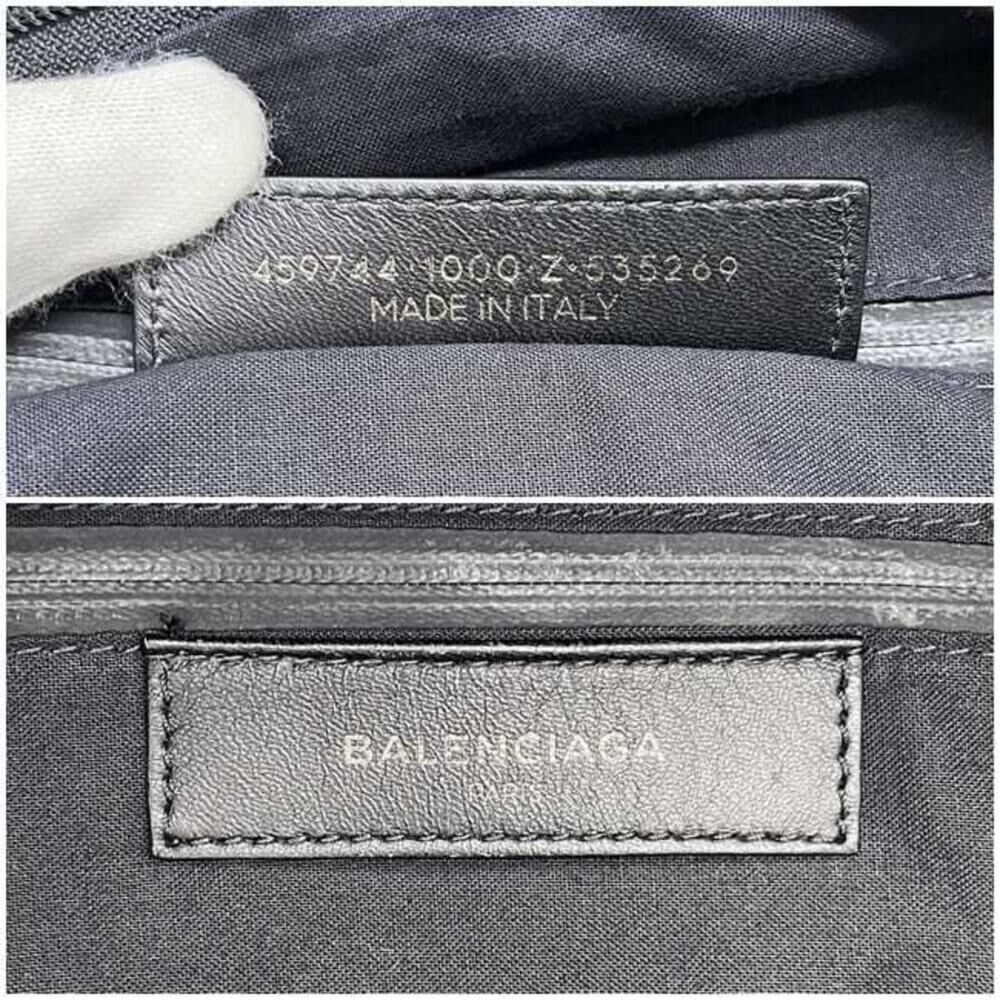 459744·1000·Z·535269
MADE iN ITALY
BALENCIAGA
PARIS